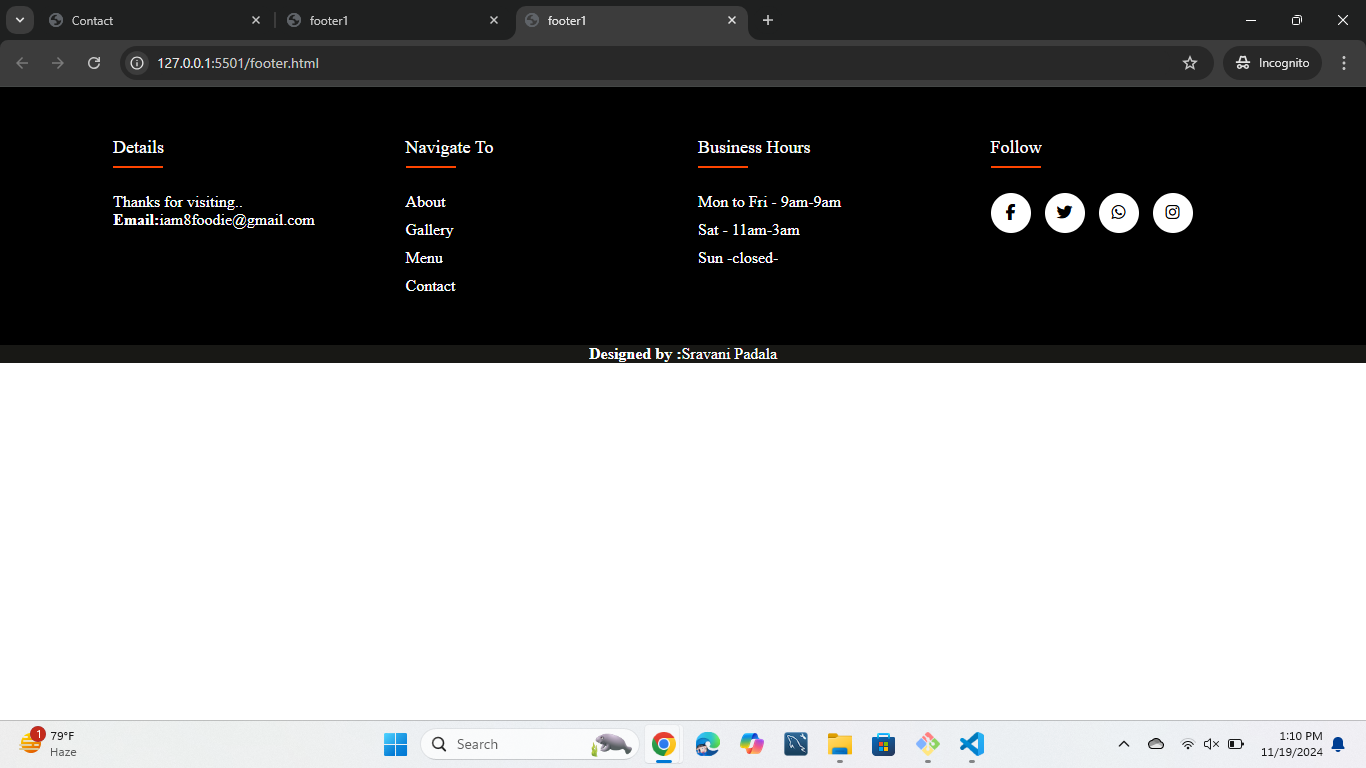 Contact
footer1
footer1
127.0.0.1:5501/footer.html
Incognito
Details
Thanks for visiting..
Email:iam8foodie@gmail.com
Navigate To
About
Gallery
Menu
Contact
Business Hours
Mon to Fri - 9am-9am
Sat - 11am-3am
Sun -closed-
Follow
Designed by :Sravani Padala
1
79°F
Haze
Search
1:10 PM
11/19/2024